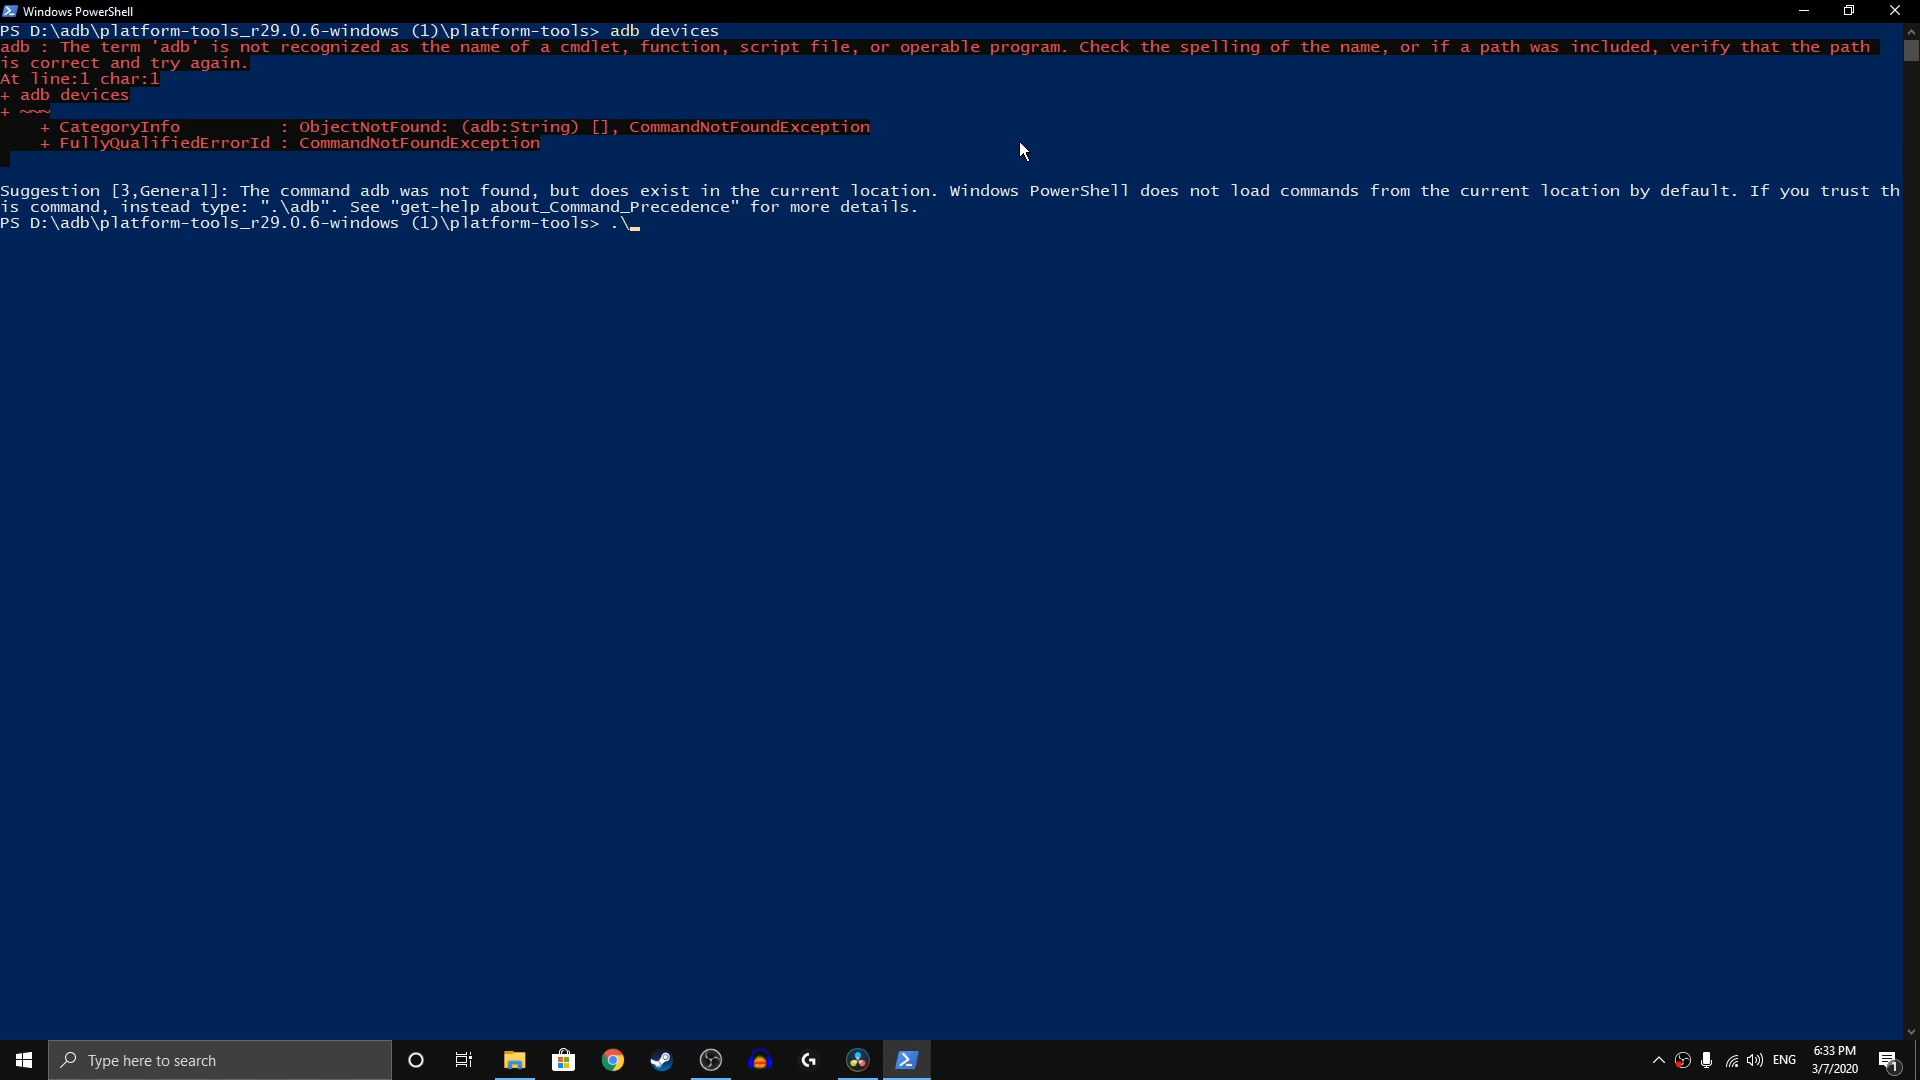 Windows PowerShell
PS D:\adb\platform-tools_r29.0.6-windows (1)\platform-tools> adb devices
adb : The term 'adb' is not recognized as the name of a cmdlet, function, script file, or operable program. Check the spelling of the name, or if a path was included, verify that the path
is correct and try again.
At line:1 char:1
+ adb devices
+ ~~~
    + CategoryInfo          : ObjectNotFound: (adb:String) [], CommandNotFoundException
    + FullyQualifiedErrorId : CommandNotFoundException
Suggestion [3,General]: The command adb was not found, but does exist in the current location. Windows PowerShell does not load commands from the current location by default. If you trust th
is command, instead type: ".\adb". See "get-help about_Command_Precedence" for more details.
PS D:\adb\platform-tools_r29.0.6-windows (1)\platform-tools> .\_
Type here to search
ENG
6:33 PM
3/7/2020
1